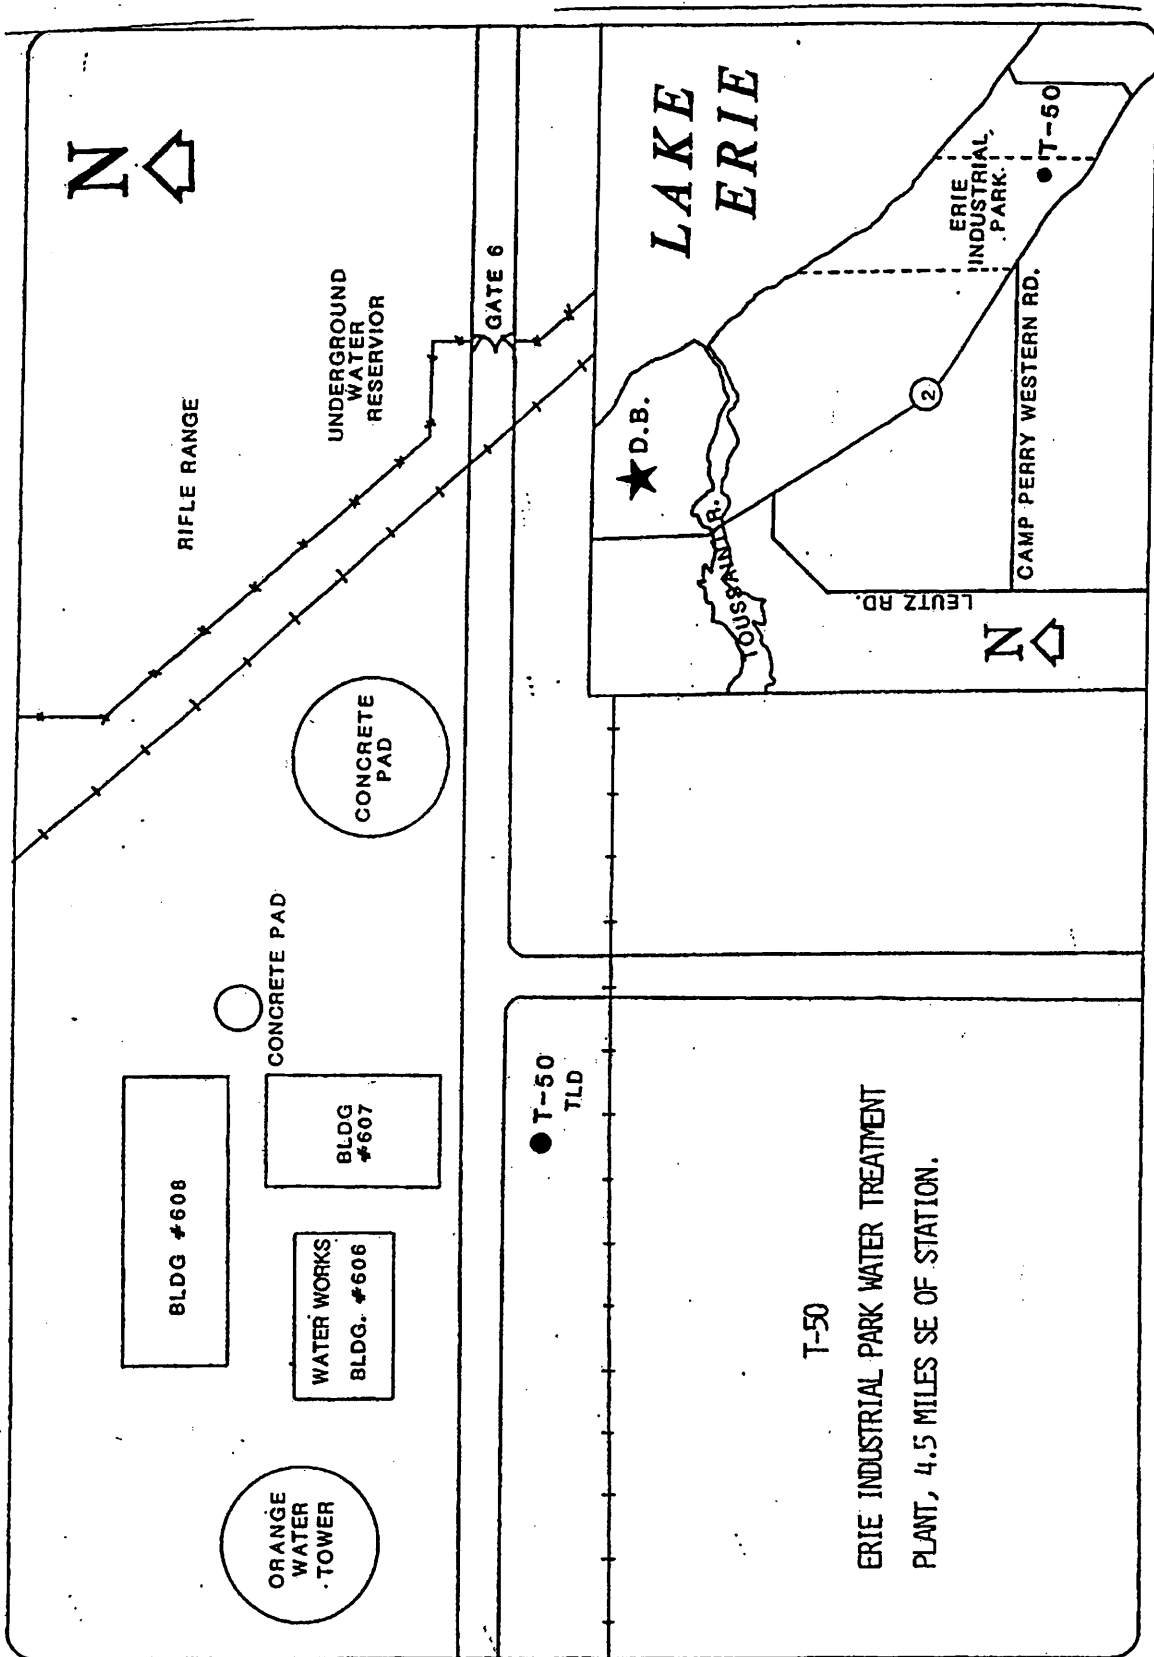 N
RIFLE RANGE
UNDERGROUND
WATER
RESERVIOR
GATE 6
CONCRETE
PAD
CONCRETE PAD
BLDG #608
BLDG
#607
WATER WORKS
BLDG. #606
ORANGE
WATER
TOWER
T-50
TLD
LAKE
ERIE
D.B.
TOUSSAINT R.
2
ERIE
INDUSTRIAL
PARK
T-50
CAMP PERRY WESTERN RD.
LEUTZ RD.
N
T-50
ERIE INDUSTRIAL PARK WATER TREATMENT
PLANT, 4.5 MILES SE OF STATION.